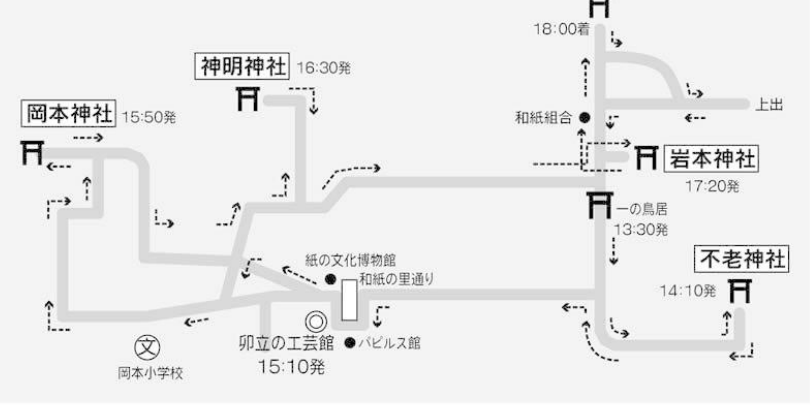 18:00着
神明神社 16:30発
岡本神社 15:50発
上出
和紙組合
岩本神社
17:20発
一の鳥居
13:30発
不老神社
14:10発
紙の文化博物館
和紙の里通り
卯立の工芸館
15:10発
パピルス館
文
岡本小学校